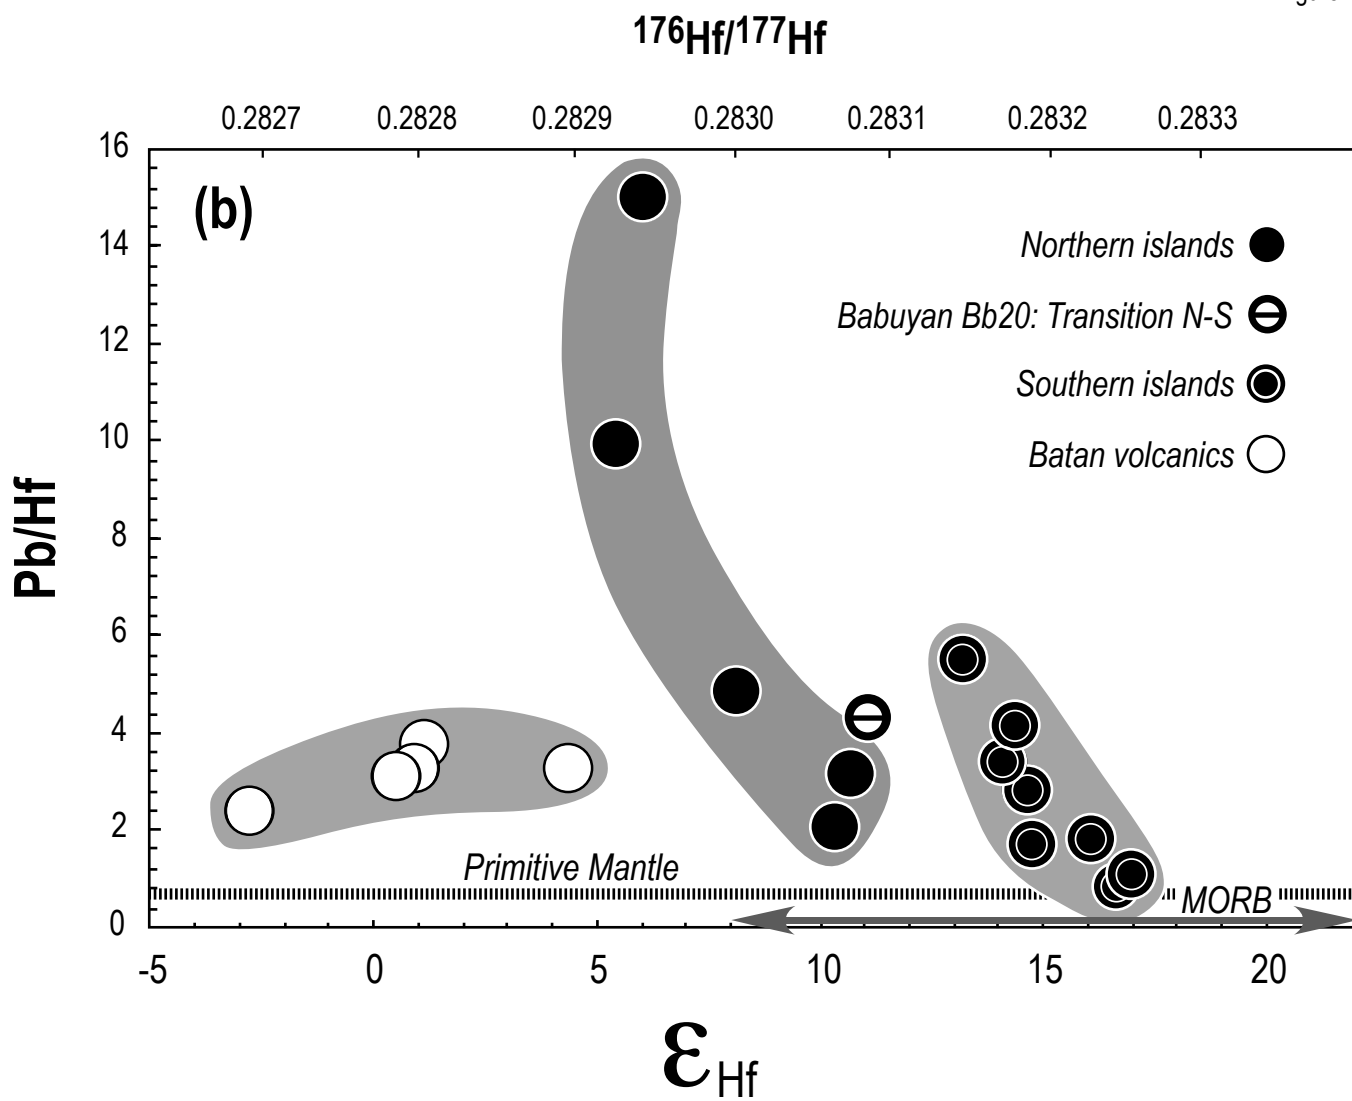 176Hf/177Hf
0.2827 0.2828 0.2829 0.2830 0.2831 0.2832 0.2833
16
(b)
14
Northern islands
12
Babuyan Bb20: Transition N-S
Southern islands
10
Batan volcanics
Pb/Hf
8
6
4
2
Primitive Mantle
MORB
0
-5 0 5 10 15 20
εHf